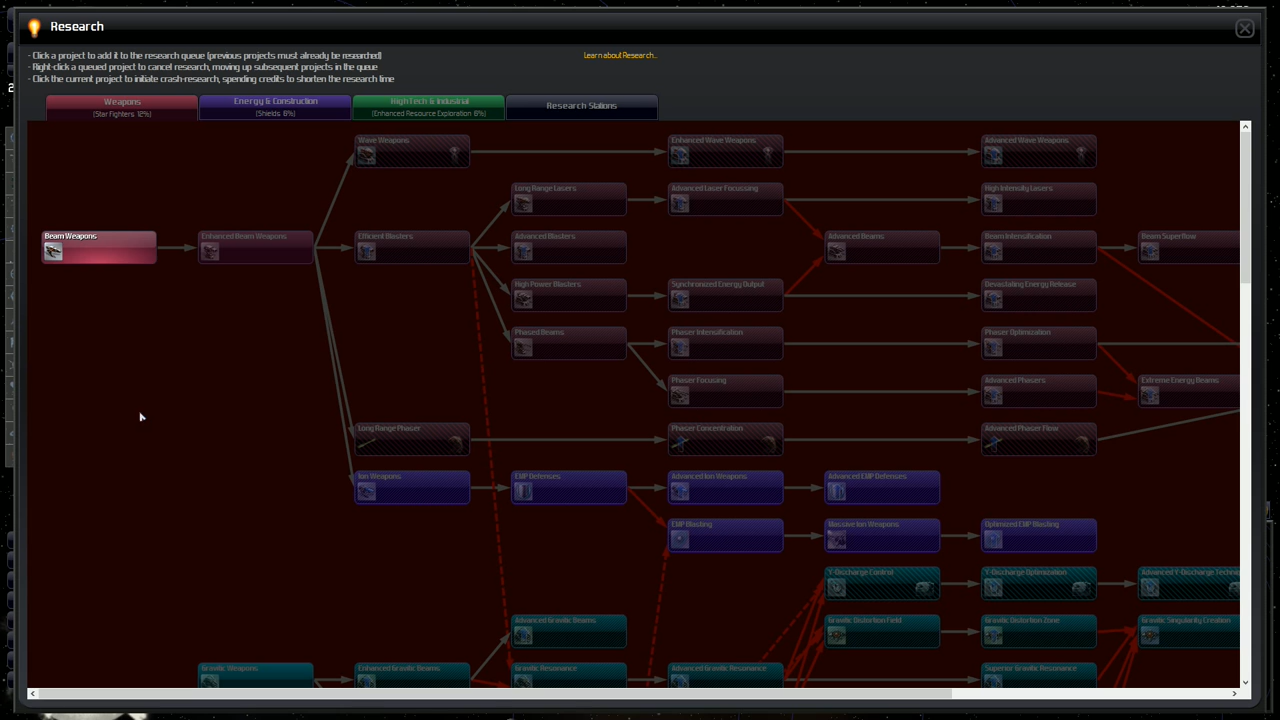 Research
- Click a project to add it to the research queue (previous projects must already be researched)
- Right-click a queued project to cancel research, moving up subsequent projects in the queue
- Click the current project to initiate crash-research, spending credits to shorten the research time
Learn about Research...
Weapons
(Star Fighters 12%)
Energy & Construction
(Shields 6%)
HighTech & Industrial
(Enhanced Resource Exploration 6%)
Research Stations
Wave Weapons
Enhanced Wave Weapons
Advanced Wave Weapons
Long Range Lasers
Advanced Laser Focussing
High Intensity Lasers
Beam Weapons
Enhanced Beam Weapons
Efficient Blasters
Advanced Blasters
Advanced Beams
Beam Intensification
Beam Superflow
High Power Blasters
Synchronized Energy Output
Devastating Energy Release
Phased Beams
Phaser Intensification
Phaser Optimization
Phaser Focusing
Advanced Phasers
Extreme Energy Beams
Long Range Phaser
Phaser Concentration
Advanced Phaser Flow
Ion Weapons
EMP Defenses
Advanced Ion Weapons
Advanced EMP Defenses
EMP Blasting
Massive Ion Weapons
Optimized EMP Blasting
Y-Discharge Control
Y-Discharge Optimization
Advanced Y-Discharge Techni
Advanced Gravitic Beams
Gravitic Distortion Field
Gravitic Distortion Zone
Gravitic Singularity Creation
Gravitic Weapons
Enhanced Gravitic Beams
Gravitic Resonance
Advanced Gravitic Resonance
Superior Gravitic Resonance